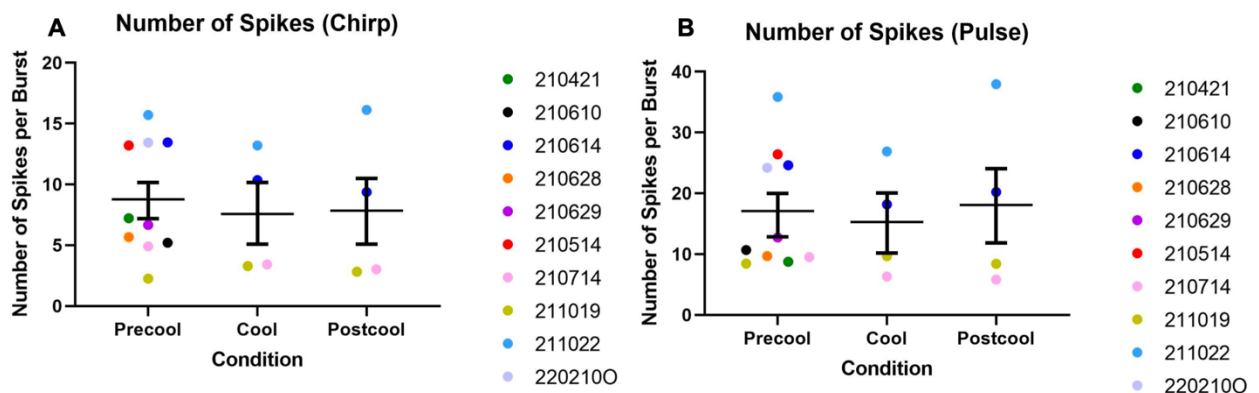 A
Number of Spikes (Chirp)
Number of Spikes per Burst
20
15
10
5
0
Precool
Cool
Postcool
Condition
210421
210610
210614
210628
210629
210514
210714
211019
211022
220210O
B
Number of Spikes (Pulse)
Number of Spikes per Burst
40
30
20
10
0
Precool
Cool
Postcool
Condition
210421
210610
210614
210628
210629
210514
210714
211019
211022
220210O